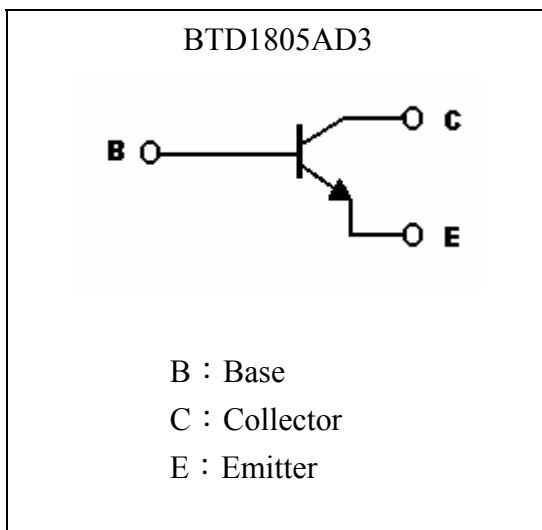 BTD1805AD3
C
B
E
B：Base
C：Collector
E：Emitter